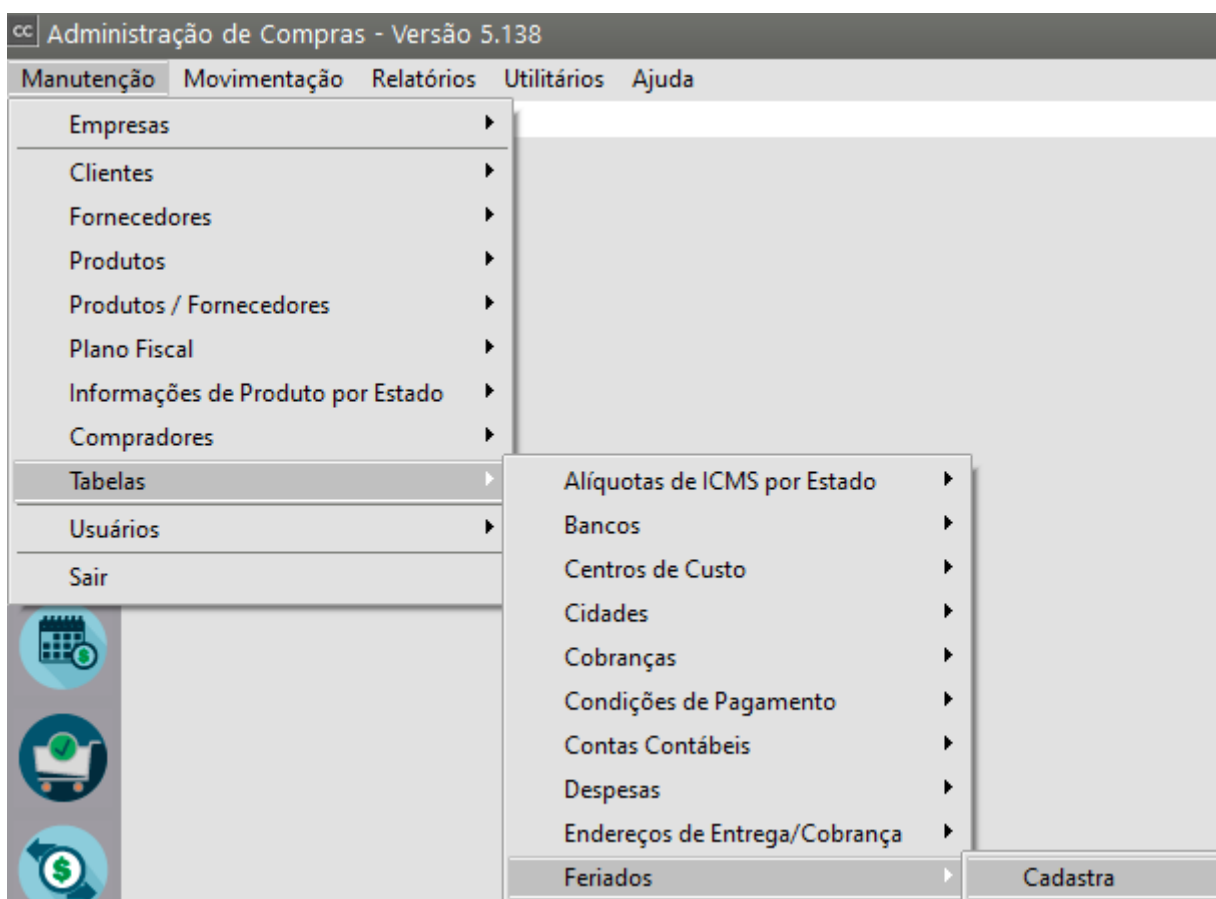 cc Administração de Compras - Versão 5.138
Manutenção Movimentação Relatórios Utilitários Ajuda
Empresas
Clientes
Fornecedores
Produtos
Produtos / Fornecedores
Plano Fiscal
Informações de Produto por Estado
Compradores
Tabelas
Usuários
Sair
Alíquotas de ICMS por Estado
Bancos
Centros de Custo
Cidades
Cobranças
Condições de Pagamento
Contas Contábeis
Despesas
Endereços de Entrega/Cobrança
Feriados
Cadastra
$
$